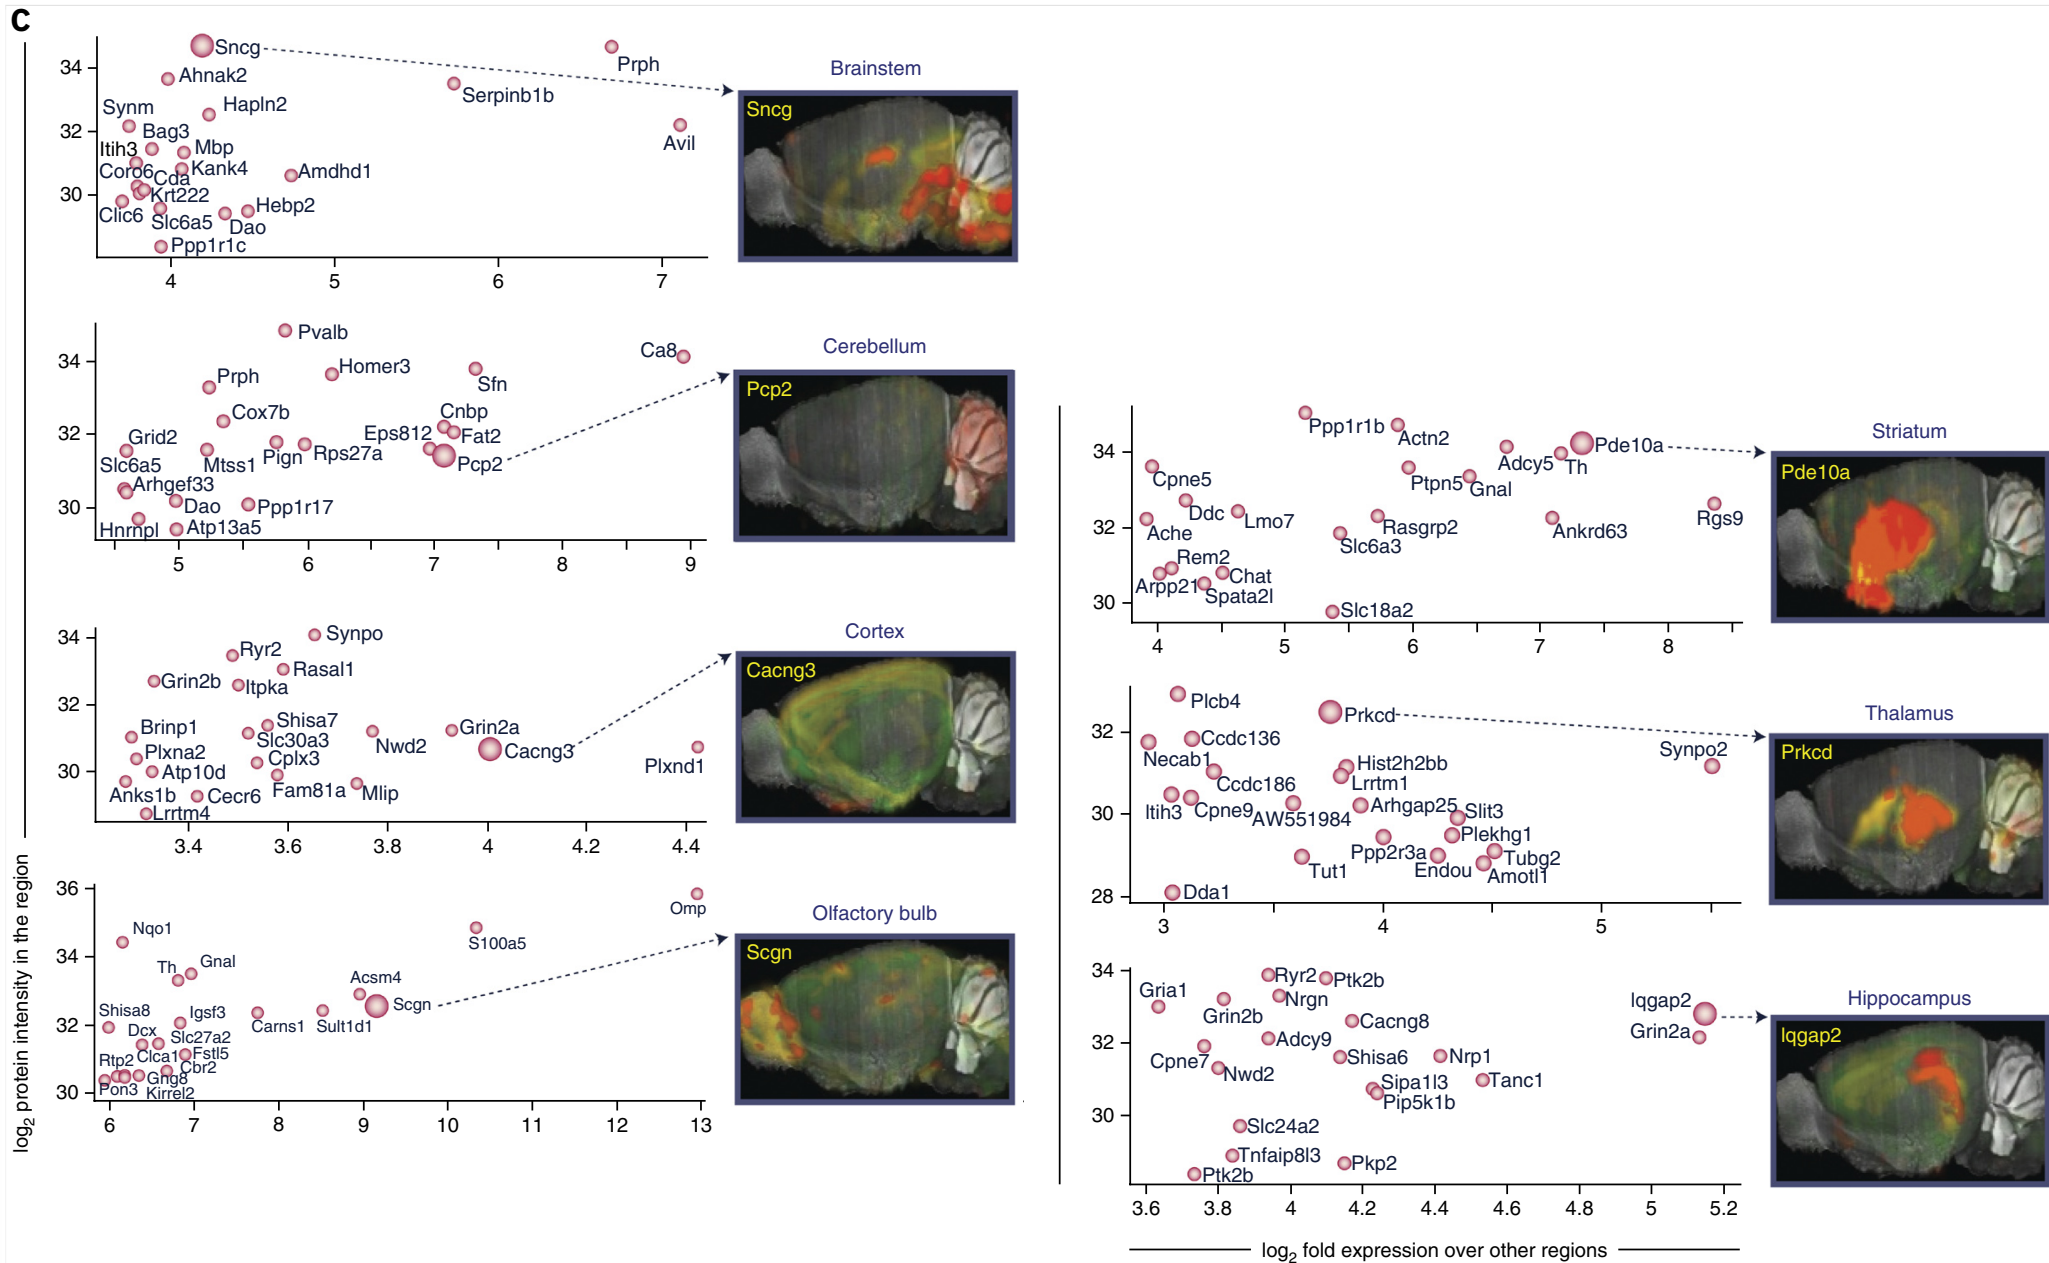 C
log2 protein intensity in the region
Sncg
Prph
34
Ahnak2
Serpinb1b
Synm
Hapln2
32
Bag3
Avil
Itih3
Mbp
Coro6
Kank4
Cda
Amdhd1
30
Krt222
Clic6
Hebp2
Slc6a5
Dao
Ppp1r1c
4 5 6 7
Brainstem
Sncg
Pvalb
34
Ca8
Homer3
Prph
Sfn
Cox7b
Cnbp
32
Grid2
Eps812
Fat2
Slc6a5
Mtss1
Pign
Rps27a
Pcp2
Arhgef33
30
Dao
Ppp1r17
Hnrnpl
Atp13a5
5 6 7 8 9
Cerebellum
Pcp2
34
Synpo
Ryr2
Rasal1
Grin2b
Itpka
32
Brinp1
Shisa7
Slc30a3
Grin2a
Nwd2
Cacng3
Plxna2
Cplx3
Plxnd1
30
Atp10d
Anks1b
Cecr6
Fam81a
Mlip
Lrrtm4
3.4 3.6 3.8 4 4.2 4.4
Cortex
Cacng3
36
Omp
Nqo1
S100a5
34
Th
Gnal
Acsm4
Scgn
Shisa8
Igsf3
32
Dcx
Slc27a2
Carns1
Sult1d1
Rtp2
Clca1
Fstl5
Cbr2
30
Pon3
Gng8
Kirrel2
6 7 8 9 10 11 12 13
Olfactory bulb
Scgn
Ppp1r1b
Actn2
34
Adcy5
Th
Pde10a
Cpne5
Ptpn5
Gnal
Ddc
Lmo7
Rgs9
32
Ache
Rasgrp2
Slc6a3
Ankrd63
Rem2
Arpp21
Chat
Spata2l
30
Slc18a2
4 5 6 7 8
Striatum
Pde10a
Plcb4
Prkcd
32
Ccdc136
Necab1
Synpo2
Ccdc186
Hist2h2bb
Lrrtm1
Itih3
Cpne9
AW551984
Arhgap25
30
Slit3
Plekhg1
Ppp2r3a
Tut1
Endou
Tubg2
Amotl1
28
Dda1
3 4 5
Thalamus
Prkcd
34
Ryr2
Ptk2b
Gria1
Nrgn
Grin2b
Cacng8
Iqgap2
Grin2a
32
Adcy9
Cpne7
Shisa6
Nrp1
Nwd2
Sipa1l3
Tanc1
Pip5k1b
30
Slc24a2
Tnfaip8l3
Pkp2
Ptk2b
3.6 3.8 4 4.2 4.4 4.6 4.8 5 5.2
Hippocampus
Iqgap2
log2 fold expression over other regions